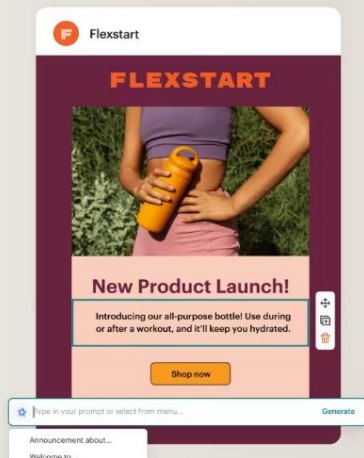 F
Flexstart
FLEXSTART
New Product Launch!
Introducing our all-purpose bottle! Use during
or after a workout, and it'll keep you hydrated.
Shop now
Type in your prompt or select from menu...
Generate
Announcement about...
Welcome to...